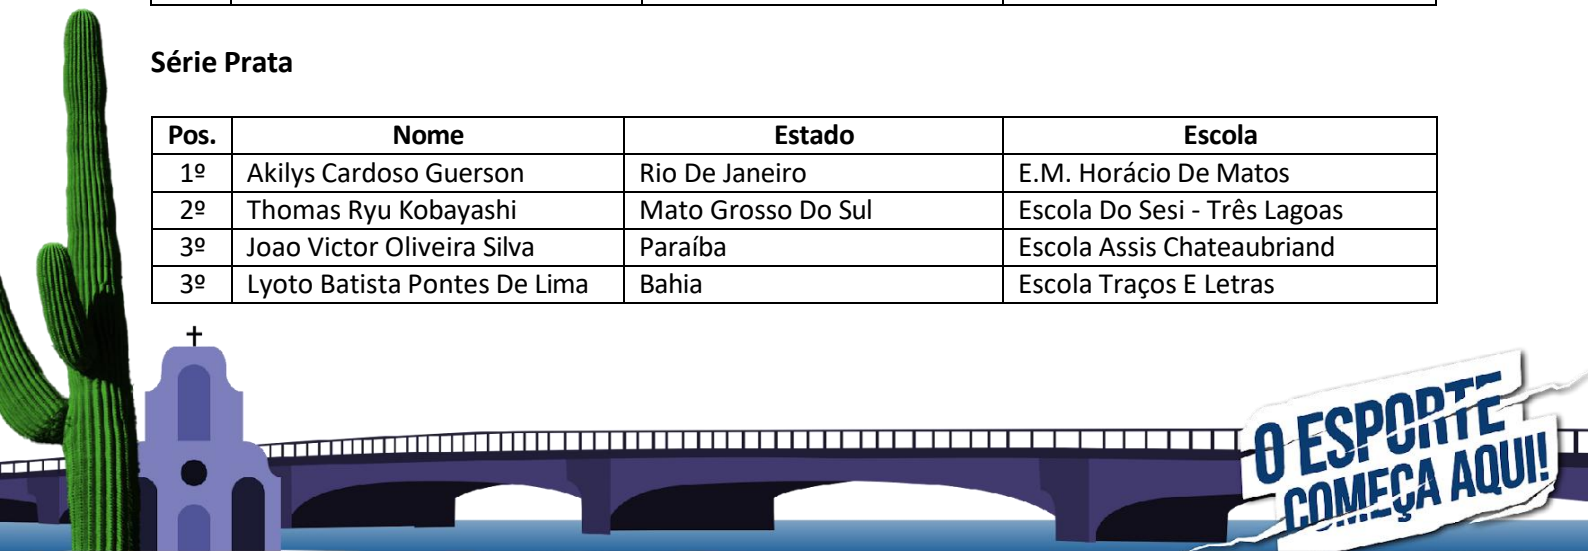 Série Prata
Pos. Nome Estado Escola
1º Akilys Cardoso Guerson Rio De Janeiro E.M. Horácio De Matos
2º Thomas Ryu Kobayashi Mato Grosso Do Sul Escola Do Sesi - Três Lagoas
3º Joao Victor Oliveira Silva Paraíba Escola Assis Chateaubriand
3º Lyoto Batista Pontes De Lima Bahia Escola Traços E Letras
O ESPORTE
COMEÇA AQUI!